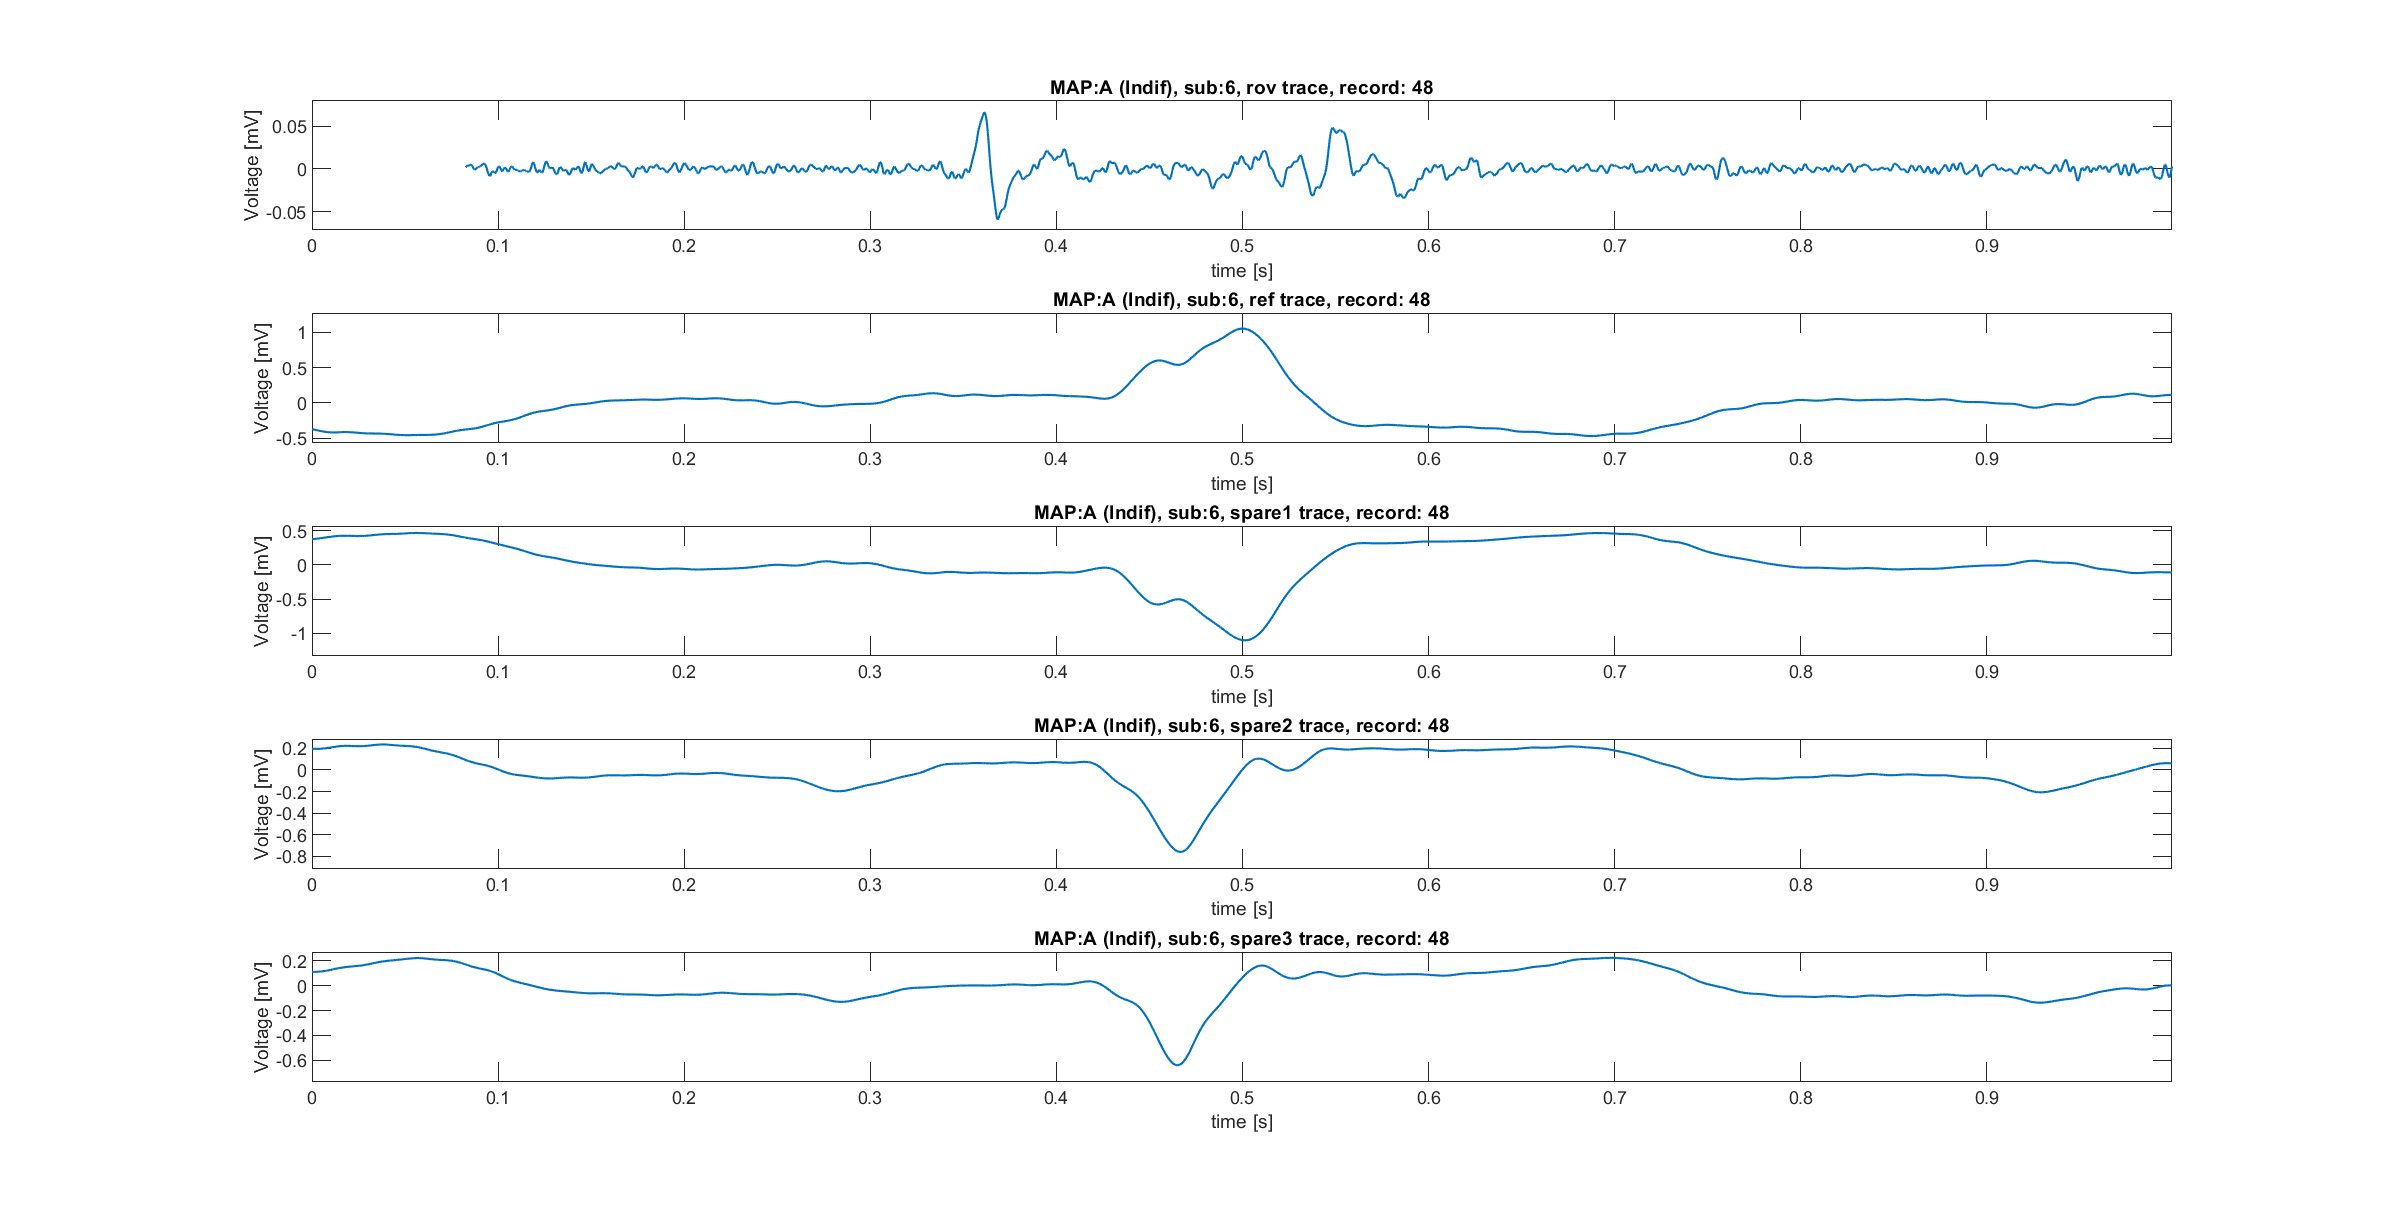 MAP:A (Indif), sub:6, rov trace, record: 48
Voltage [mV]
0.05
0
-0.05
0 0.1 0.2 0.3 0.4 0.5 0.6 0.7 0.8 0.9
time [s]
MAP:A (Indif), sub:6, ref trace, record: 48
Voltage [mV]
1
0.5
0
-0.5
0 0.1 0.2 0.3 0.4 0.5 0.6 0.7 0.8 0.9
time [s]
MAP:A (Indif), sub:6, spare1 trace, record: 48
Voltage [mV]
0.5
0
-0.5
-1
0 0.1 0.2 0.3 0.4 0.5 0.6 0.7 0.8 0.9
time [s]
MAP:A (Indif), sub:6, spare2 trace, record: 48
Voltage [mV]
0.2
0
-0.2
-0.4
-0.6
-0.8
0 0.1 0.2 0.3 0.4 0.5 0.6 0.7 0.8 0.9
time [s]
MAP:A (Indif), sub:6, spare3 trace, record: 48
Voltage [mV]
0.2
0
-0.2
-0.4
-0.6
0 0.1 0.2 0.3 0.4 0.5 0.6 0.7 0.8 0.9
time [s]